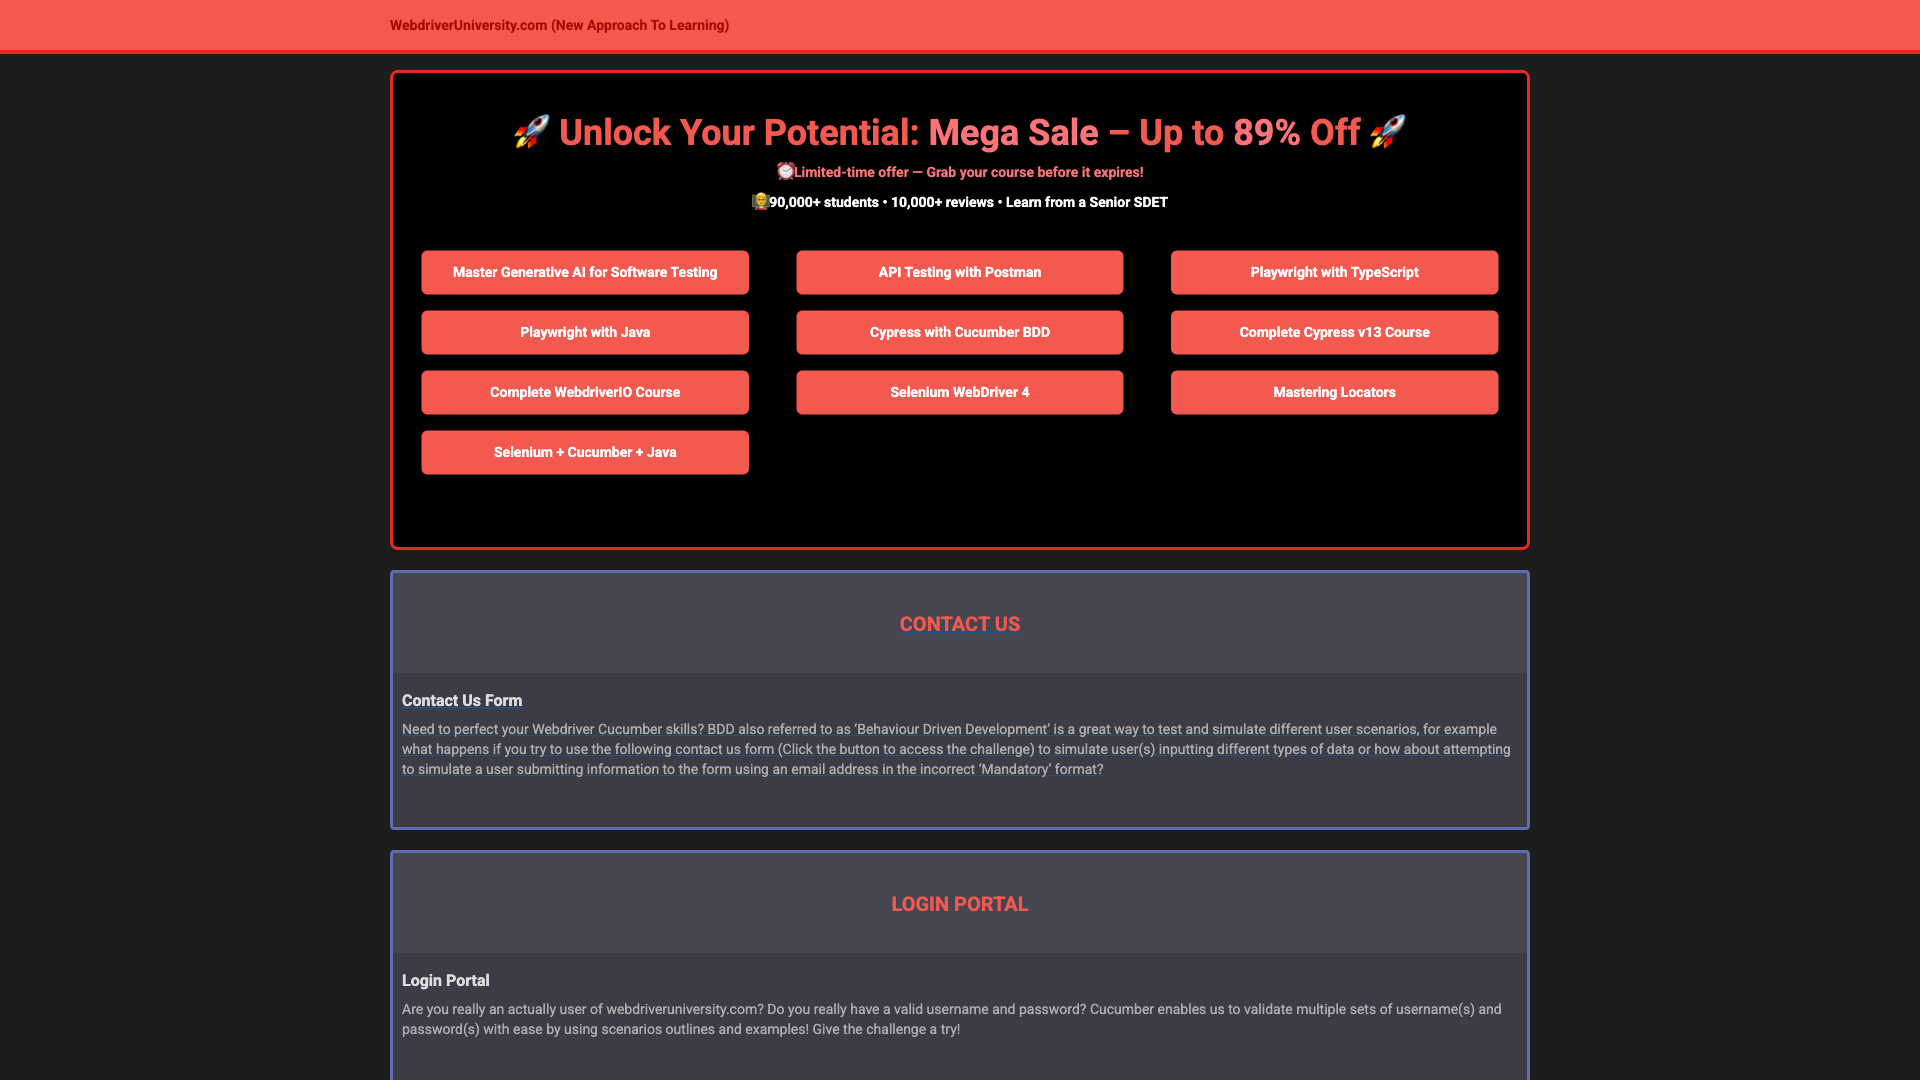 WebdriverUniversity.com (New Approach To Learning)
🚀 Unlock Your Potential: Mega Sale – Up to 89% Off 🚀
⏰Limited-time offer — Grab your course before it expires!
👩‍🏫90,000+ students • 10,000+ reviews • Learn from a Senior SDET
Master Generative AI for Software Testing
API Testing with Postman
Playwright with TypeScript
Playwright with Java
Cypress with Cucumber BDD
Complete Cypress v13 Course
Complete WebdriverIO Course
Selenium WebDriver 4
Mastering Locators
Selenium + Cucumber + Java
CONTACT US
Contact Us Form
Need to perfect your Webdriver Cucumber skills? BDD also referred to as ‘Behaviour Driven Development’ is a great way to test and simulate different user scenarios, for example
what happens if you try to use the following contact us form (Click the button to access the challenge) to simulate user(s) inputting different types of data or how about attempting
to simulate a user submitting information to the form using an email address in the incorrect ‘Mandatory’ format?
LOGIN PORTAL
Login Portal
Are you really an actually user of webdriveruniversity.com? Do you really have a valid username and password? Cucumber enables us to validate multiple sets of username(s) and
password(s) with ease by using scenarios outlines and examples! Give the challenge a try!